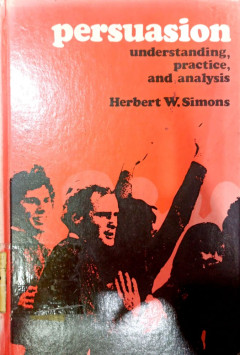 persuasion
understanding,
practice,
and analysis
Herbert W. Simons